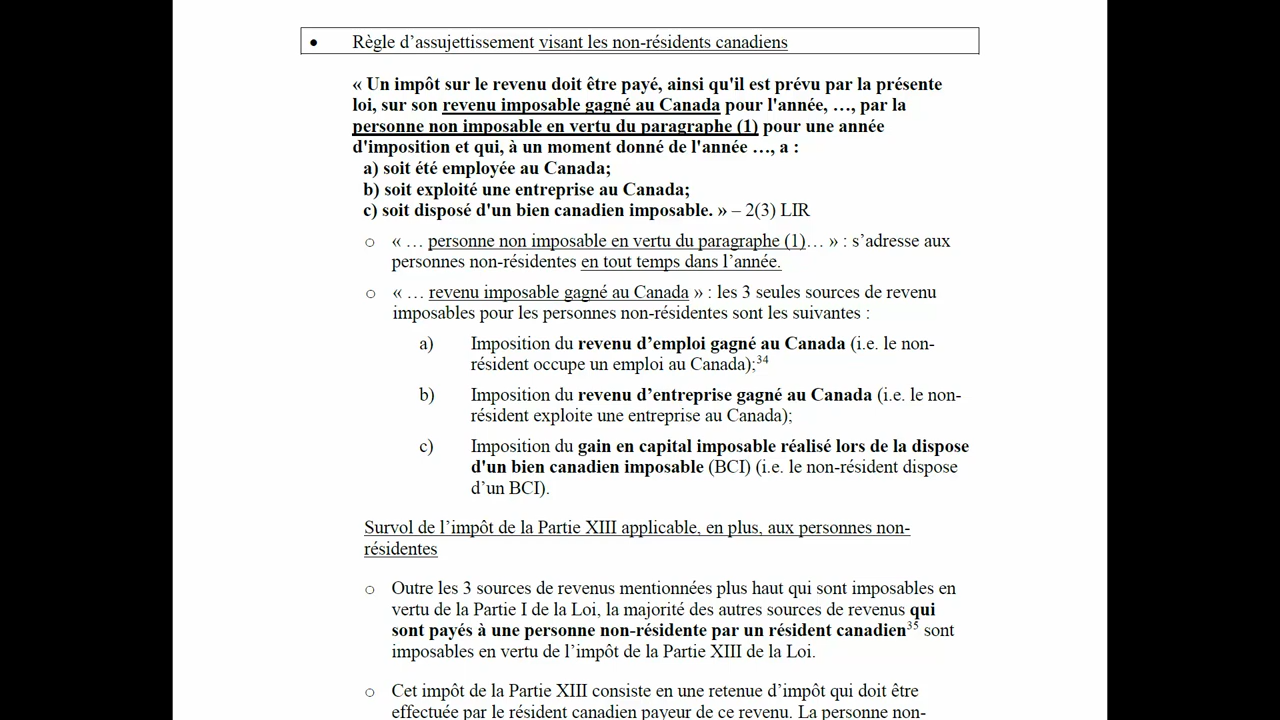 • Règle d'assujettissement visant les non-résidents canadiens
« Un impôt sur le revenu doit être payé, ainsi qu'il est prévu par la présente
loi, sur son revenu imposable gagné au Canada pour l'année, …, par la
personne non imposable en vertu du paragraphe (1) pour une année
d'imposition et qui, à un moment donné de l'année …, a :
a) soit été employée au Canada;
b) soit exploité une entreprise au Canada;
c) soit disposé d'un bien canadien imposable. » – 2(3) LIR
o « … personne non imposable en vertu du paragraphe (1)… » : s'adresse aux
personnes non-résidentes en tout temps dans l'année.
o « … revenu imposable gagné au Canada » : les 3 seules sources de revenu
imposables pour les personnes non-résidentes sont les suivantes :
a) Imposition du revenu d'emploi gagné au Canada (i.e. le non-
résident occupe un emploi au Canada);34
b) Imposition du revenu d'entreprise gagné au Canada (i.e. le non-
résident exploite une entreprise au Canada);
c) Imposition du gain en capital imposable réalisé lors de la dispose
d'un bien canadien imposable (BCI) (i.e. le non-résident dispose
d'un BCI).
Survol de l'impôt de la Partie XIII applicable, en plus, aux personnes non-
résidentes
o Outre les 3 sources de revenus mentionnées plus haut qui sont imposables en
vertu de la Partie I de la Loi, la majorité des autres sources de revenus qui
sont payés à une personne non-résidente par un résident canadien35 sont
imposables en vertu de l'impôt de la Partie XIII de la Loi.
o Cet impôt de la Partie XIII consiste en une retenue d'impôt qui doit être
effectuée par le résident canadien payeur de ce revenu. La personne non-